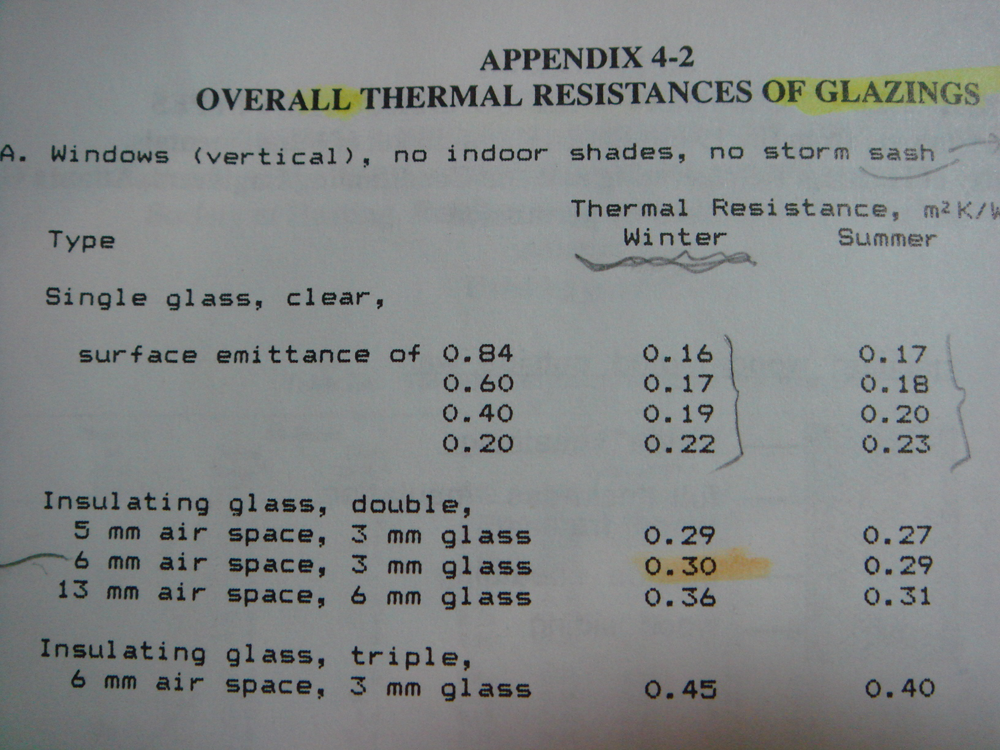 APPENDIX 4-2
OVERALL THERMAL RESISTANCES OF GLAZINGS
A. Windows (vertical), no indoor shades, no storm sash
Thermal Resistance, m²K/W
Type Winter Summer
Single glass, clear,
surface emittance of 0.84 0.16 0.17
0.60 0.17 0.18
0.40 0.19 0.20
0.20 0.22 0.23
Insulating glass, double,
5 mm air space, 3 mm glass 0.29 0.27
6 mm air space, 3 mm glass 0.30 0.29
13 mm air space, 6 mm glass 0.36 0.31
Insulating glass, triple,
6 mm air space, 3 mm glass 0.45 0.40